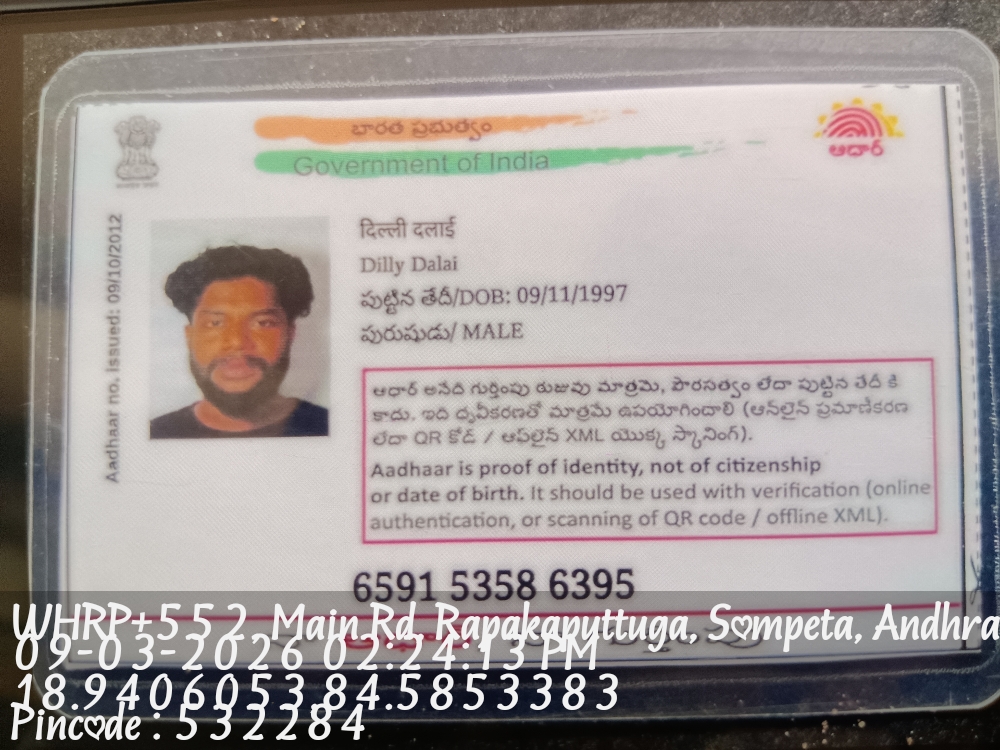 భారత ప్రభుత్వం
Government of India
ఆధార్
Aadhaar no. issued: 09/10/2012
दिल्ली दलाई
Dilly Dalai
పుట్టిన తేదీ/DOB: 09/11/1997
పురుషుడు/ MALE
ఆధార్ అనేది గుర్తింపు రుజువు మాత్రమే, పౌరసత్వం లేదా పుట్టిన తేదీ కి
కాదు. ఇది ధృవీకరణతో మాత్రమే ఉపయోగించాలి (ఆన్‌లైన్ ప్రమాణీకరణ
లేదా QR కోడ్ / ఆఫ్‌లైన్ XML యొక్క స్కానింగ్).
Aadhaar is proof of identity, not of citizenship
or date of birth. It should be used with verification (online
authentication, or scanning of QR code / offline XML).
6591 5358 6395
WHRP+552, Main Rd, Rapakaputtuga, Sompeta, Andhra
09-03-2026 02:24:13 PM
18.9406053,84.5853383
Pincode : 532284